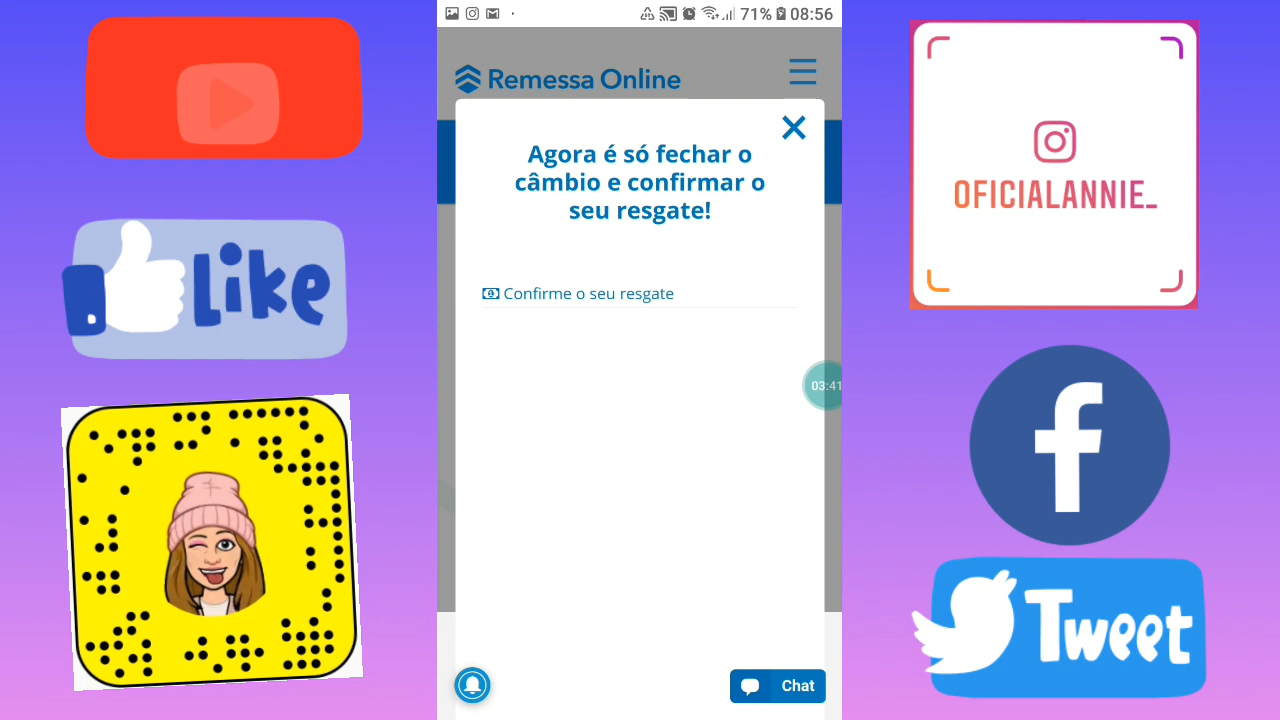 71% 08:56
Remessa Online
Agora é só fechar o
câmbio e confirmar o
seu resgate!
Confirme o seu resgate
03:41
Chat
Like
OFICIALANNIE_
Tweet